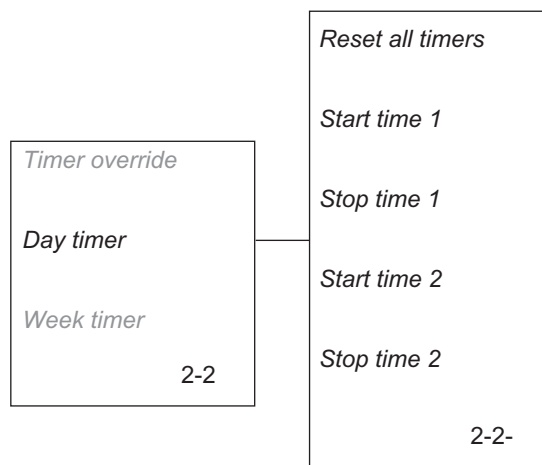 Timer override
Day timer
Week timer
2-2
Reset all timers
Start time 1
Stop time 1
Start time 2
Stop time 2
2-2-